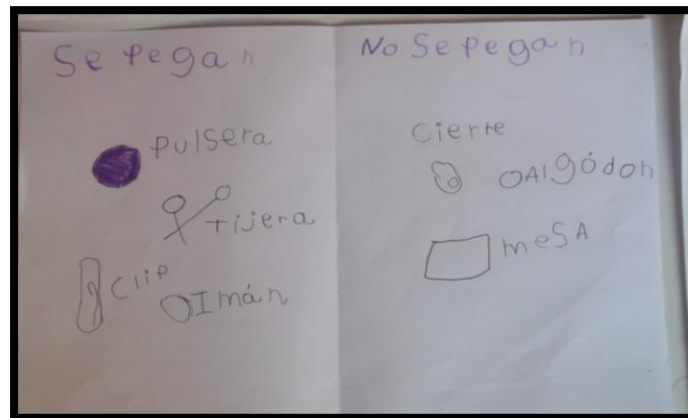 Se pegan
Pulsera
tijera
Clip
Imán
No Se pegan
Cierre
Algódon
meSA